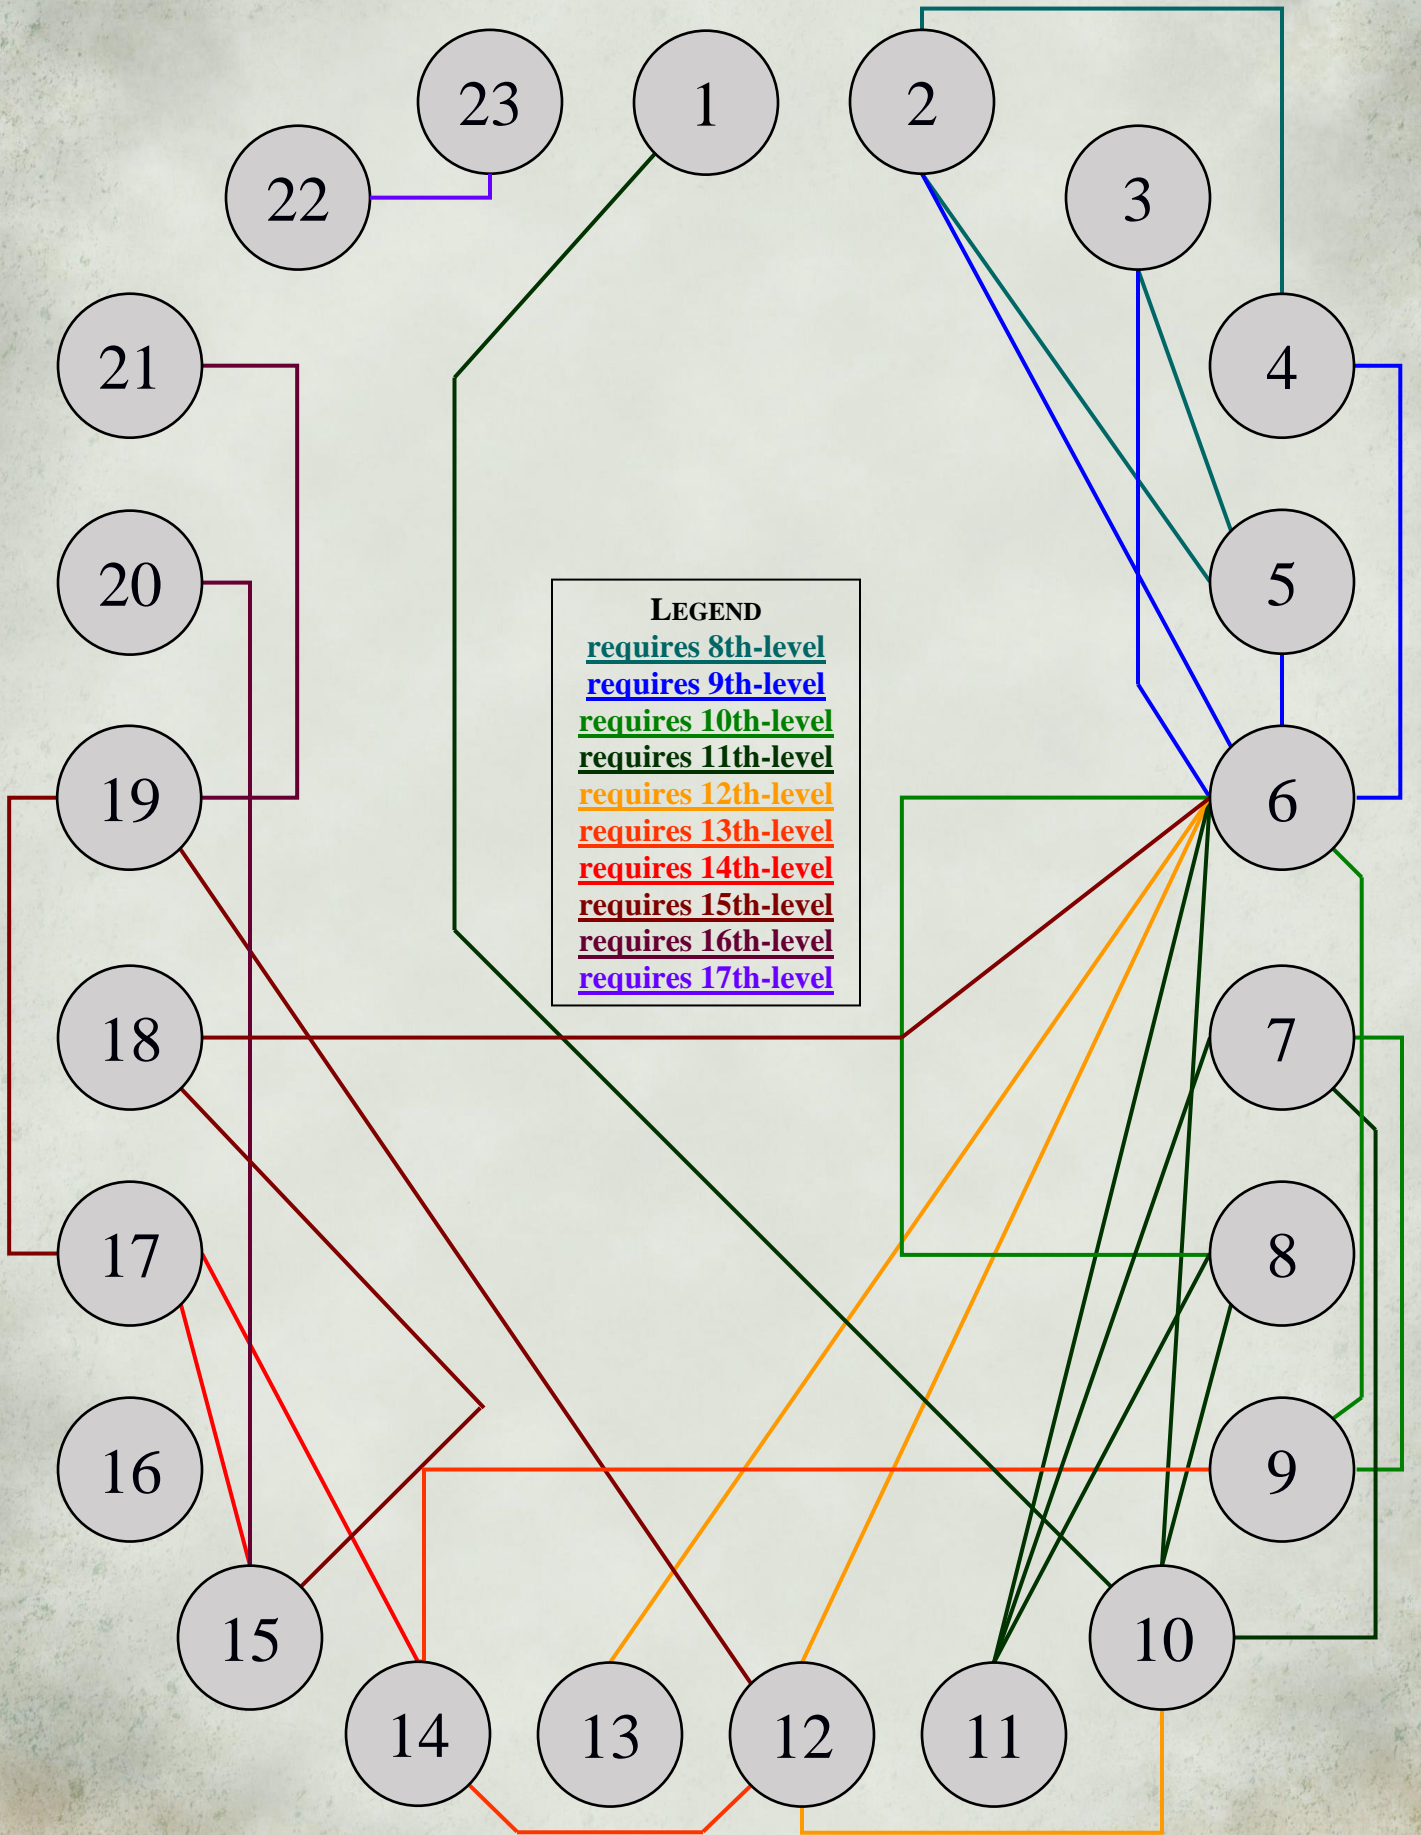 23
1
2
22
3
21
4
20
5
LEGEND
requires 8th-level
requires 9th-level
requires 10th-level
requires 11th-level
requires 12th-level
requires 13th-level
requires 14th-level
requires 15th-level
requires 16th-level
requires 17th-level
19
6
18
7
17
8
16
9
15
10
14
13
12
11